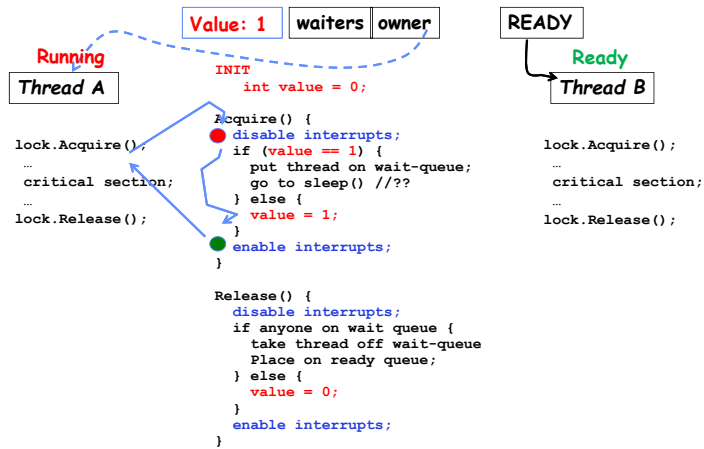 Value: 1 waiters owner READY
Running
Ready
Thread A
Thread B
INIT
int value = 0;
Acquire() {
disable interrupts;
if (value == 1) {
put thread on wait-queue;
go to sleep() //??
} else {
value = 1;
}
enable interrupts;
}
lock.Acquire();
…
critical section;
…
lock.Release();
lock.Acquire();
…
critical section;
…
lock.Release();
Release() {
disable interrupts;
if anyone on wait queue {
take thread off wait-queue
Place on ready queue;
} else {
value = 0;
}
enable interrupts;
}